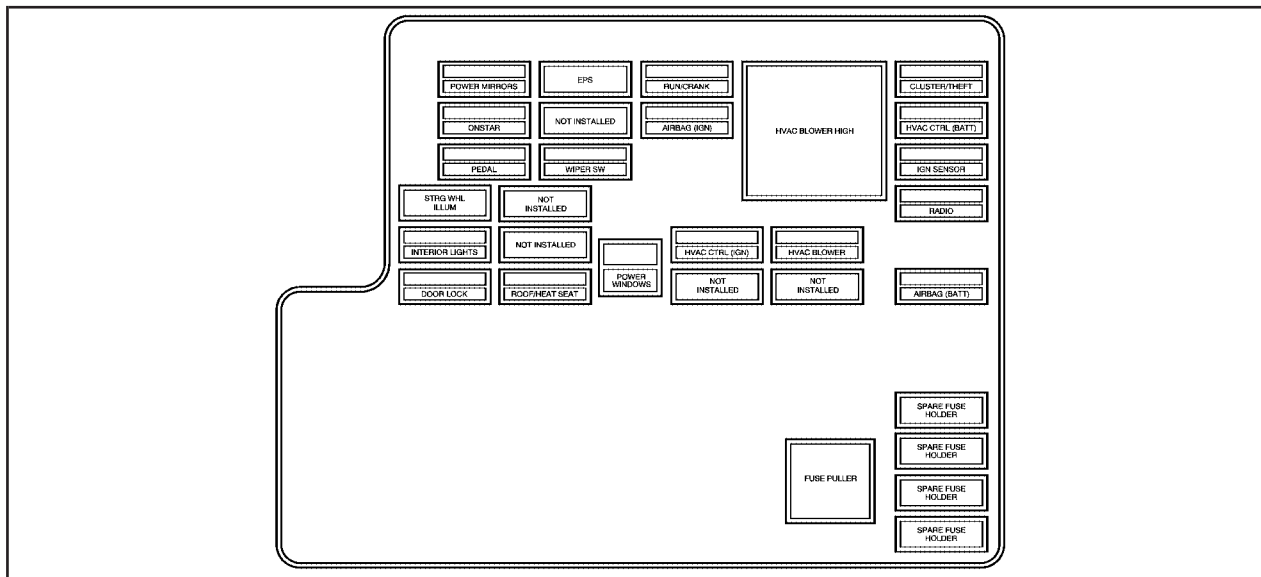 POWER MIRRORS
EPS
RUN/CRANK
HVAC BLOWER HIGH
CLUSTER/THEFT
ONSTAR
NOT INSTALLED
AIRBAG (IGN)
HVAC CTRL (BATT)
PEDAL
WIPER SW
IGN SENSOR
STRG WHL
ILLUM
NOT
INSTALLED
RADIO
INTERIOR LIGHTS
NOT INSTALLED
POWER
WINDOWS
HVAC CTRL (IGN)
HVAC BLOWER
DOOR LOCK
ROOF/HEAT SEAT
NOT
INSTALLED
NOT
INSTALLED
AIRBAG (BATT)
SPARE FUSE
HOLDER
SPARE FUSE
HOLDER
FUSE PULLER
SPARE FUSE
HOLDER
SPARE FUSE
HOLDER